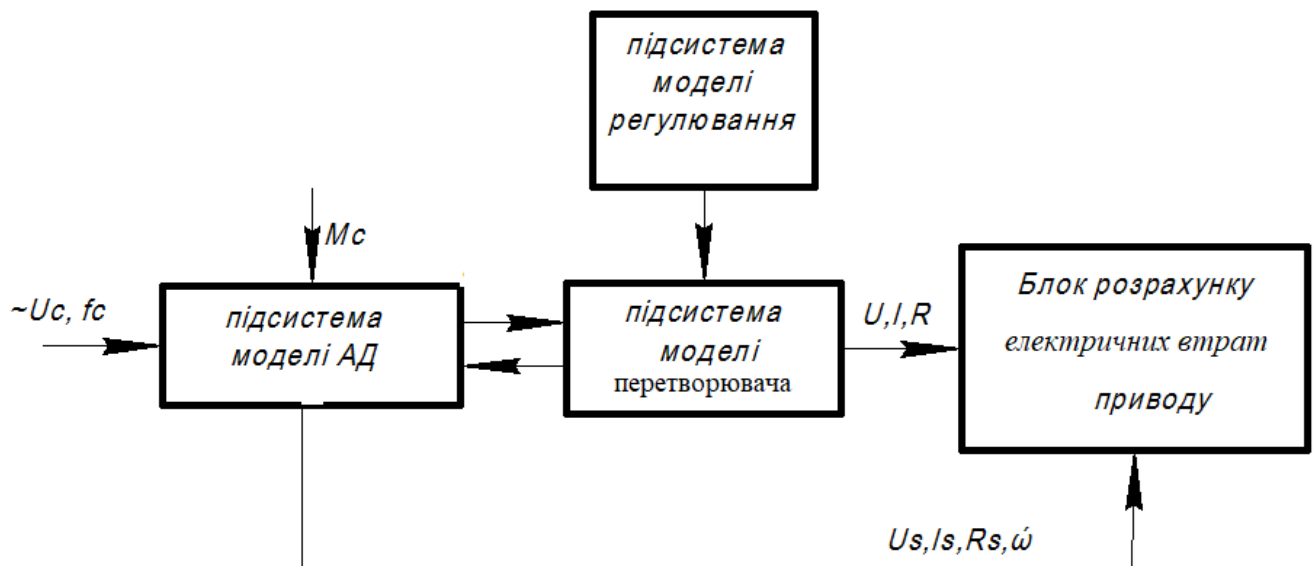 підсистема
моделі
регулювання
Mc
~Uc, fc
підсистема
моделі АД
підсистема
моделі
перетворювача
U,I,R
Блок розрахунку
електричних втрат
приводу
Us,Is,Rs,ώ